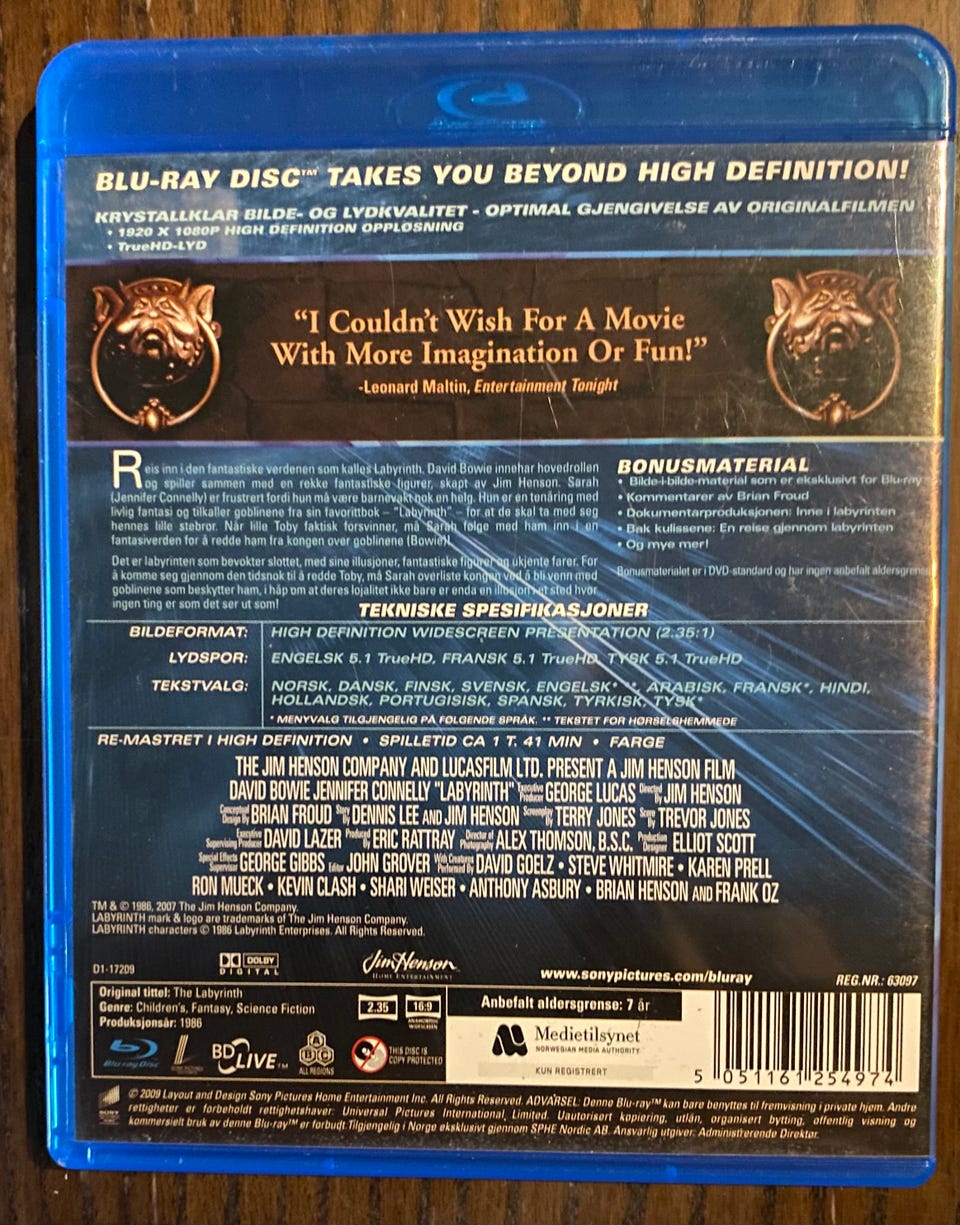 BLU-RAY DISC™ TAKES YOU BEYOND HIGH DEFINITION!
KRYSTALLKLAR BILDE- OG LYDKVALITET - OPTIMAL GJENGIVELSE AV ORIGINALFILMEN
• 1920 X 1080P HIGH DEFINITION OPPLØSNING
• TrueHD-LYD
“I Couldn’t Wish For A Movie
With More Imagination Or Fun!”
-Leonard Maltin, Entertainment Tonight
Reis inn i den fantastiske verdenen som kalles Labyrinth. David Bowie innehar hovedrollen
og spiller sammen med en rekke fantastiske figurer, skapt av Jim Henson. Sarah
(Jennifer Connelly) er frustrert fordi hun må være barnevakt nok en helg. Hun er en tenåring med
livlig fantasi og tilkaller goblinene fra sin favorittbok – "Labyrinth" – for at de skal ta med seg
hennes lille stebror. Når lille Toby faktisk forsvinner, må Sarah følge med ham inn i en
fantasiverden for å redde ham fra kongen over goblinene (Bowie)!
Det er labyrinten som bevokter slottet, med sine illusjoner, fantastiske figurer og ukjente farer. For
å komme seg gjennom den tidsnok til å redde Toby, må Sarah overliste kongen ved å bli venn med
goblinene som beskytter ham, i håp om at deres lojalitet ikke bare er enda en illusjon et sted hvor
ingen ting er som det ser ut som!
BONUSMATERIAL
• Bilde-i-bilde-material som er eksklusivt for Blu-ray
• Kommentarer av Brian Froud
• Dokumentarproduksjonen: Inne i labyrinten
• Bak kulissene: En reise gjennom labyrinten
• Og mye mer!
Bonusmaterialet er i DVD-standard og har ingen anbefalt aldersgrense
TEKNISKE SPESIFIKASJONER
BILDEFORMAT: HIGH DEFINITION WIDESCREEN PRESENTATION (2.35:1)
LYDSPOR: ENGELSK 5.1 TrueHD, FRANSK 5.1 TrueHD, TYSK 5.1 TrueHD
TEKSTVALG: NORSK, DANSK, FINSK, SVENSK, ENGELSK* **, ARABISK, FRANSK*, HINDI,
HOLLANDSK, PORTUGISISK, SPANSK, TYRKISK, TYSK*
* MENYVALG TILGJENGELIG PÅ FØLGENDE SPRÅK. ** TEKSTET FOR HØRSELSHEMMEDE
RE-MASTRET I HIGH DEFINITION • SPILLETID CA 1 T. 41 MIN • FARGE
THE JIM HENSON COMPANY AND LUCASFILM LTD. PRESENT A JIM HENSON FILM
DAVID BOWIE JENNIFER CONNELLY "LABYRINTH" Executive Producer GEORGE LUCAS Directed By JIM HENSON
Conceptual Design By BRIAN FROUD Story By DENNIS LEE AND JIM HENSON Screenplay By TERRY JONES Score By TREVOR JONES
Executive Supervising Producer DAVID LAZER Produced By ERIC RATTRAY Director of Photography ALEX THOMSON, B.S.C. Production Designer ELLIOT SCOTT
Special Effects Supervisor GEORGE GIBBS Editor JOHN GROVER With Creatures Performed By DAVID GOELZ • STEVE WHITMIRE • KAREN PRELL
RON MUECK • KEVIN CLASH • SHARI WEISER • ANTHONY ASBURY • BRIAN HENSON AND FRANK OZ
TM & © 1986, 2007 The Jim Henson Company.
LABYRINTH mark & logo are trademarks of The Jim Henson Company.
LABYRINTH characters © 1986 Labyrinth Enterprises. All Rights Reserved.
D1-17209
DOLBY
DIGITAL
Jim Henson
HOME ENTERTAINMENT
www.sonypictures.com/bluray
REG.NR.: 63097
Original tittel: The Labyrinth
Genre: Children's, Fantasy, Science Fiction
Produksjonsår: 1986
2.35
16:9
ANAMORFISK WIDESCREEN
Anbefalt aldersgrense: 7 år
Medietilsynet
NORWEGIAN MEDIA AUTHORITY
KUN REGISTRERT
Blu-ray Disc
BD LIVE™
A B C
ALL REGIONS
THIS DISC IS
COPY PROTECTED
5 051161 254974
SONY
© 2009 Layout and Design Sony Pictures Home Entertainment Inc. All Rights Reserved. ADVARSEL: Denne Blu-ray™ kan bare benyttes til fremvisning i private hjem. Andre
rettigheter er forbeholdt rettighetshaver: Universal Pictures International, Limited. Uautorisert kopiering, utlån, organisert bytting, offentlig visning og
kommersielt bruk av denne Blu-ray™ er forbudt. Tilgjengelig i Norge eksklusivt gjennom SPHE Nordic AB. Ansvarlig utgiver: Administrerende Direktør.